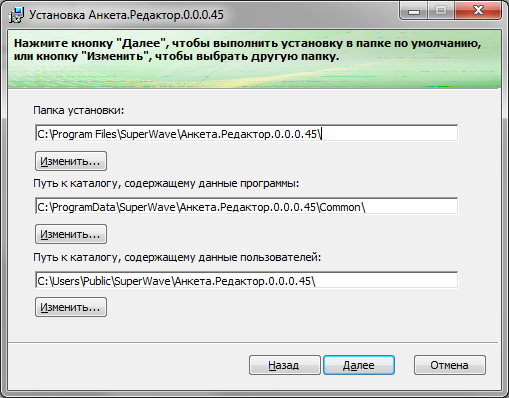 Установка Анкета.Редактор.0.0.0.45
Нажмите кнопку "Далее", чтобы выполнить установку в папке по умолчанию,
или кнопку "Изменить", чтобы выбрать другую папку.
Папка установки:
C:\Program Files\SuperWave\Анкета.Редактор.0.0.0.45\
Изменить...
Путь к каталогу, содержащему данные программы:
C:\ProgramData\SuperWave\Анкета.Редактор.0.0.0.45\Common\
Изменить...
Путь к каталогу, содержащему данные пользователей:
C:\Users\Public\SuperWave\Анкета.Редактор.0.0.0.45\
Изменить...
Назад Далее Отмена